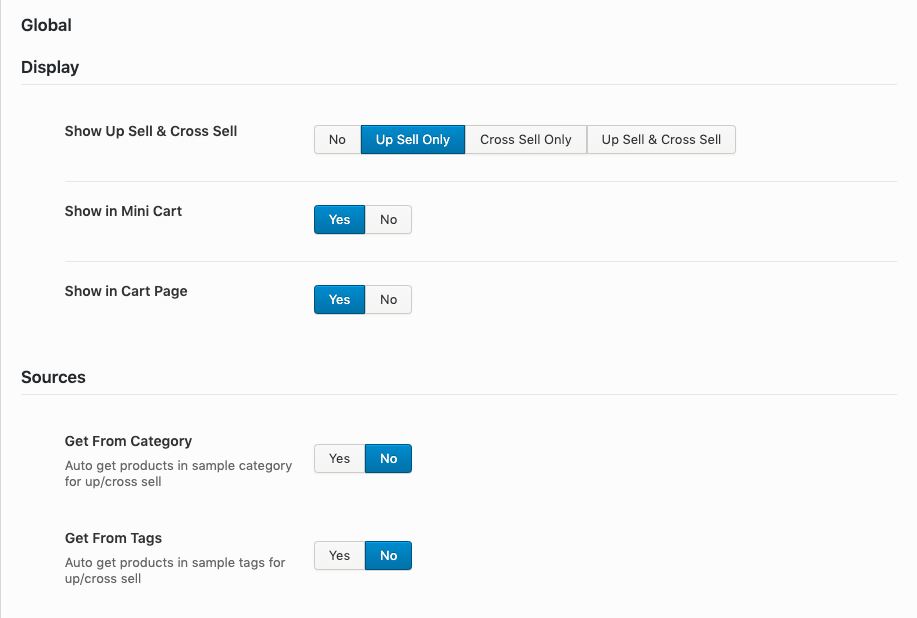 Global
Display
Show Up Sell & Cross Sell
No Up Sell Only Cross Sell Only Up Sell & Cross Sell
Show in Mini Cart
Yes No
Show in Cart Page
Yes No
Sources
Get From Category
Auto get products in sample category
for up/cross sell
Yes No
Get From Tags
Auto get products in sample tags for
up/cross sell
Yes No